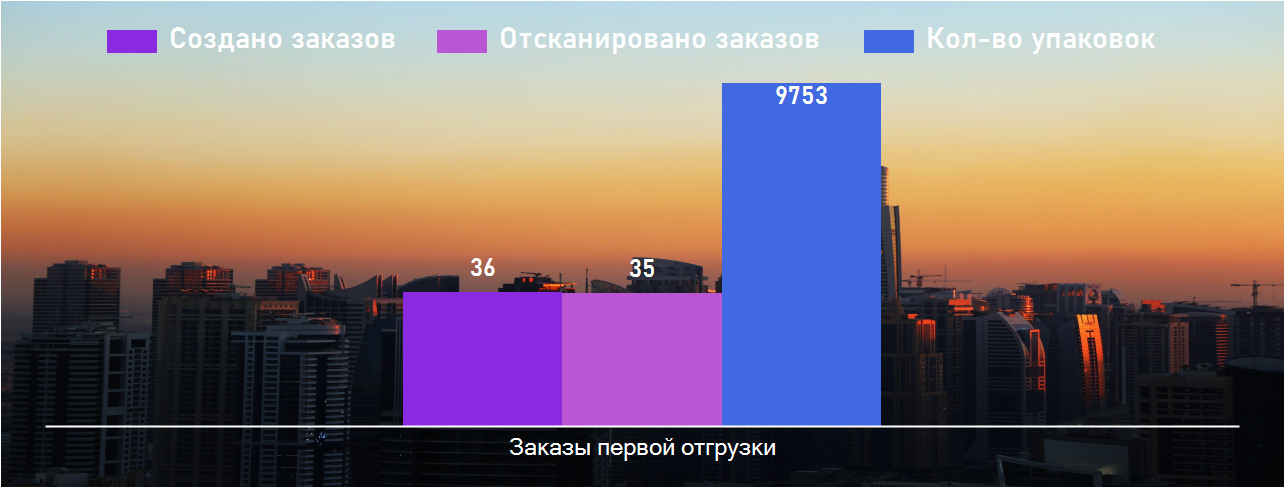 Создано заказов Отсканировано заказов Кол-во упаковок
9753
36 35
Заказы первой отгрузки